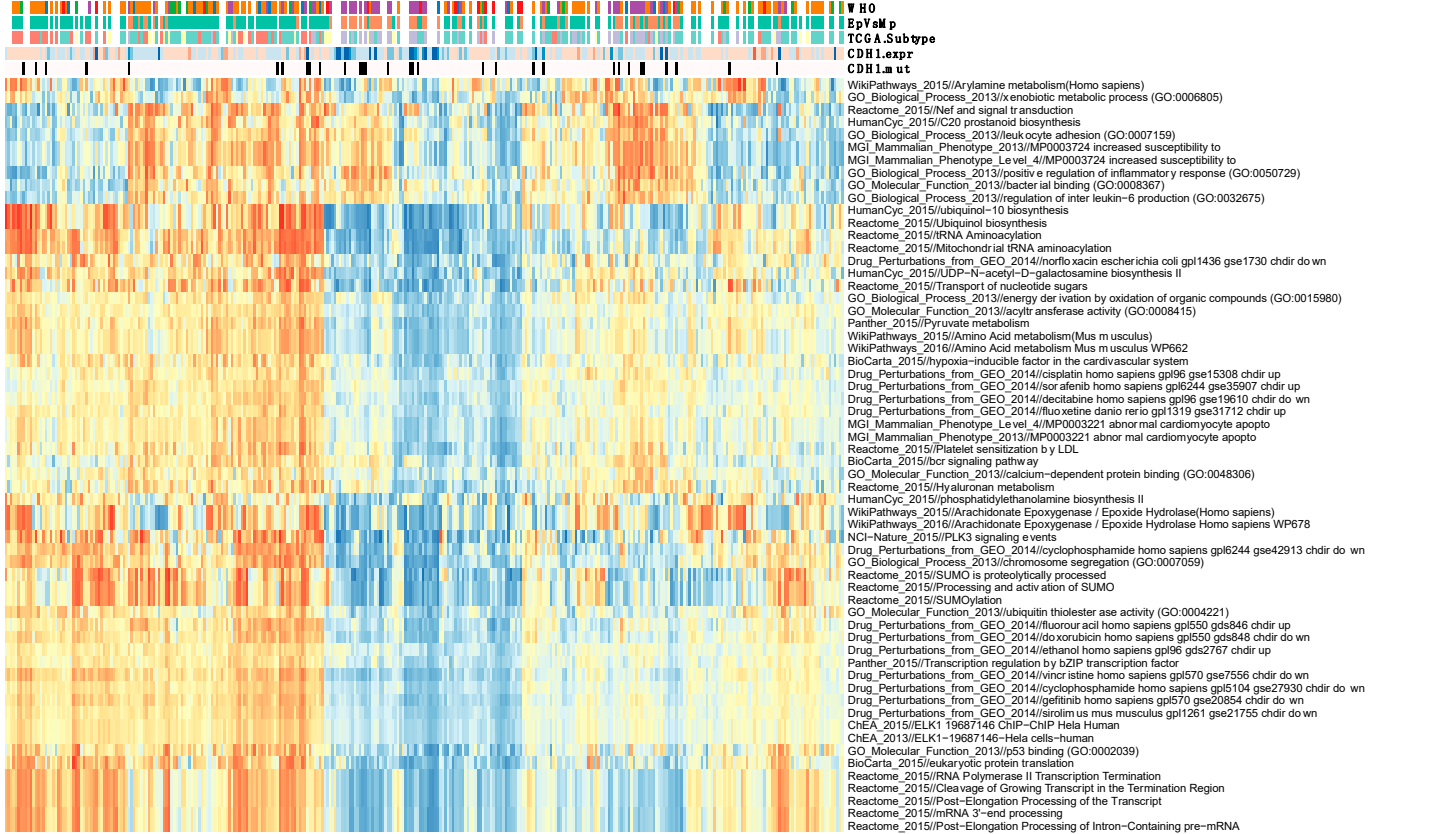 WHO
EpVsMp
TCGA.Subtype
CDH1.expr
CDH1.mut
WikiPathways_2015//Arylamine metabolism(Homo sapiens)
GO_Biological_Process_2013//xenobiotic metabolic process (GO:0006805)
Reactome_2015//Nef and signal transduction
HumanCyc_2015//C20 prostanoid biosynthesis
GO_Biological_Process_2013//leukocyte adhesion (GO:0007159)
MGI_Mammalian_Phenotype_2013//MP0003724 increased susceptibility to
MGI_Mammalian_Phenotype_Level_4//MP0003724 increased susceptibility to
GO_Biological_Process_2013//positive regulation of inflammatory response (GO:0050729)
GO_Molecular_Function_2013//bacterial binding (GO:0008367)
GO_Biological_Process_2013//regulation of interleukin−6 production (GO:0032675)
HumanCyc_2015//ubiquinol−10 biosynthesis
Reactome_2015//Ubiquinol biosynthesis
Reactome_2015//tRNA Aminoacylation
Reactome_2015//Mitochondrial tRNA aminoacylation
Drug_Perturbations_from_GEO_2014//norfloxacin escherichia coli gpl1436 gse1730 chdir down
HumanCyc_2015//UDP−N−acetyl−D−galactosamine biosynthesis II
Reactome_2015//Transport of nucleotide sugars
GO_Biological_Process_2013//energy derivation by oxidation of organic compounds (GO:0015980)
GO_Molecular_Function_2013//acyltransferase activity (GO:0008415)
Panther_2015//Pyruvate metabolism
WikiPathways_2015//Amino Acid metabolism(Mus musculus)
WikiPathways_2016//Amino Acid metabolism Mus musculus WP662
BioCarta_2015//hypoxia−inducible factor in the cardivascular system
Drug_Perturbations_from_GEO_2014//cisplatin homo sapiens gpl96 gse15308 chdir up
Drug_Perturbations_from_GEO_2014//sorafenib homo sapiens gpl6244 gse35907 chdir up
Drug_Perturbations_from_GEO_2014//decitabine homo sapiens gpl96 gse19610 chdir down
Drug_Perturbations_from_GEO_2014//fluoxetine danio rerio gpl1319 gse31712 chdir up
MGI_Mammalian_Phenotype_Level_4//MP0003221 abnormal cardiomyocyte apopto
MGI_Mammalian_Phenotype_2013//MP0003221 abnormal cardiomyocyte apopto
Reactome_2015//Platelet sensitization by LDL
BioCarta_2015//bcr signaling pathway
GO_Molecular_Function_2013//calcium−dependent protein binding (GO:0048306)
Reactome_2015//Hyaluronan metabolism
HumanCyc_2015//phosphatidylethanolamine biosynthesis II
WikiPathways_2015//Arachidonate Epoxygenase / Epoxide Hydrolase(Homo sapiens)
WikiPathways_2016//Arachidonate Epoxygenase / Epoxide Hydrolase Homo sapiens WP678
NCI−Nature_2015//PLK3 signaling events
Drug_Perturbations_from_GEO_2014//cyclophosphamide homo sapiens gpl6244 gse42913 chdir down
GO_Biological_Process_2013//chromosome segregation (GO:0007059)
Reactome_2015//SUMO is proteolytically processed
Reactome_2015//Processing and activation of SUMO
Reactome_2015//SUMOylation
GO_Molecular_Function_2013//ubiquitin thiolesterase activity (GO:0004221)
Drug_Perturbations_from_GEO_2014//fluorouracil homo sapiens gpl550 gds846 chdir up
Drug_Perturbations_from_GEO_2014//doxorubicin homo sapiens gpl550 gds848 chdir down
Drug_Perturbations_from_GEO_2014//ethanol homo sapiens gpl96 gds2767 chdir up
Panther_2015//Transcription regulation by bZIP transcription factor
Drug_Perturbations_from_GEO_2014//vincristine homo sapiens gpl570 gse7556 chdir down
Drug_Perturbations_from_GEO_2014//cyclophosphamide homo sapiens gpl5104 gse27930 chdir down
Drug_Perturbations_from_GEO_2014//gefitinib homo sapiens gpl570 gse20854 chdir down
Drug_Perturbations_from_GEO_2014//sirolimus mus musculus gpl1261 gse21755 chdir down
ChEA_2015//ELK1 19687146 ChIP−ChIP Hela Human
ChEA_2013//ELK1−19687146−Hela cells−human
GO_Molecular_Function_2013//p53 binding (GO:0002039)
BioCarta_2015//eukaryotic protein translation
Reactome_2015//RNA Polymerase II Transcription Termination
Reactome_2015//Cleavage of Growing Transcript in the Termination Region
Reactome_2015//Post−Elongation Processing of the Transcript
Reactome_2015//mRNA 3'−end processing
Reactome_2015//Post−Elongation Processing of Intron−Containing pre−mRNA